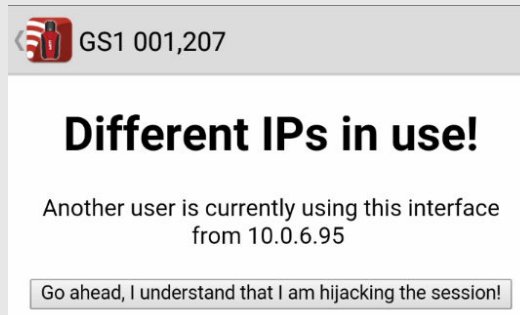 GS1 001,207
Different IPs in use!
Another user is currently using this interface
from 10.0.6.95
Go ahead, I understand that I am hijacking the session!